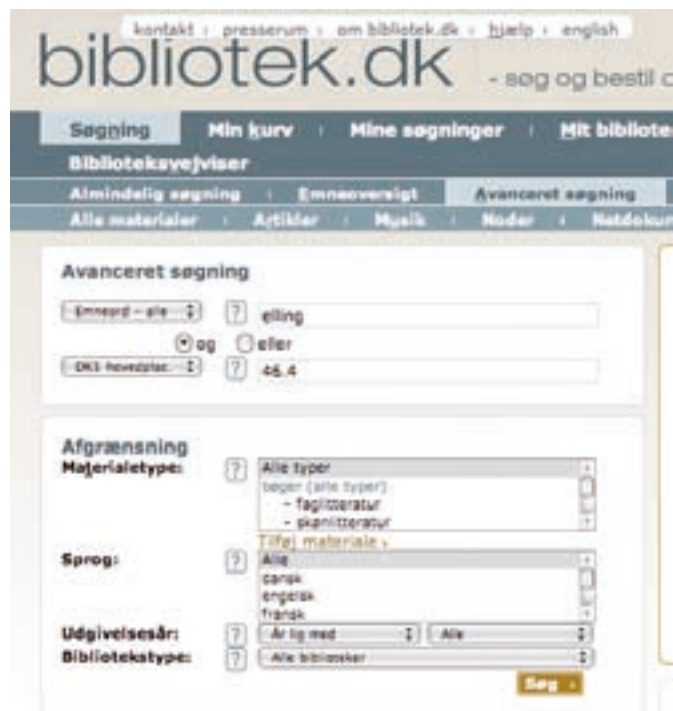 kontakt presserum om bibliotek.dk hjælp english
bibliotek.dk - søg og bestil
Søgning Min kurv Mine søgninger Mit bibliote
Biblioteksvejviser
Almindelig søgning Emneoversigt Avanceret søgning
Alle materialer Artikler Musik Noder Netdokum
Avanceret søgning
Emneord - alle ? elling
og eller
DK5 hovedplac. ? 46.4
Afgrænsning
Materialetype: ? Alle typer
bøger (alle typer)
- faglitteratur
- skønlitteratur
Tilføj materiale ›
Sprog: ? Alle
dansk
engelsk
fransk
Udgivelsesår: ? År lig med Alle
Bibliotekstype: ? Alle biblioteker
Søg ›